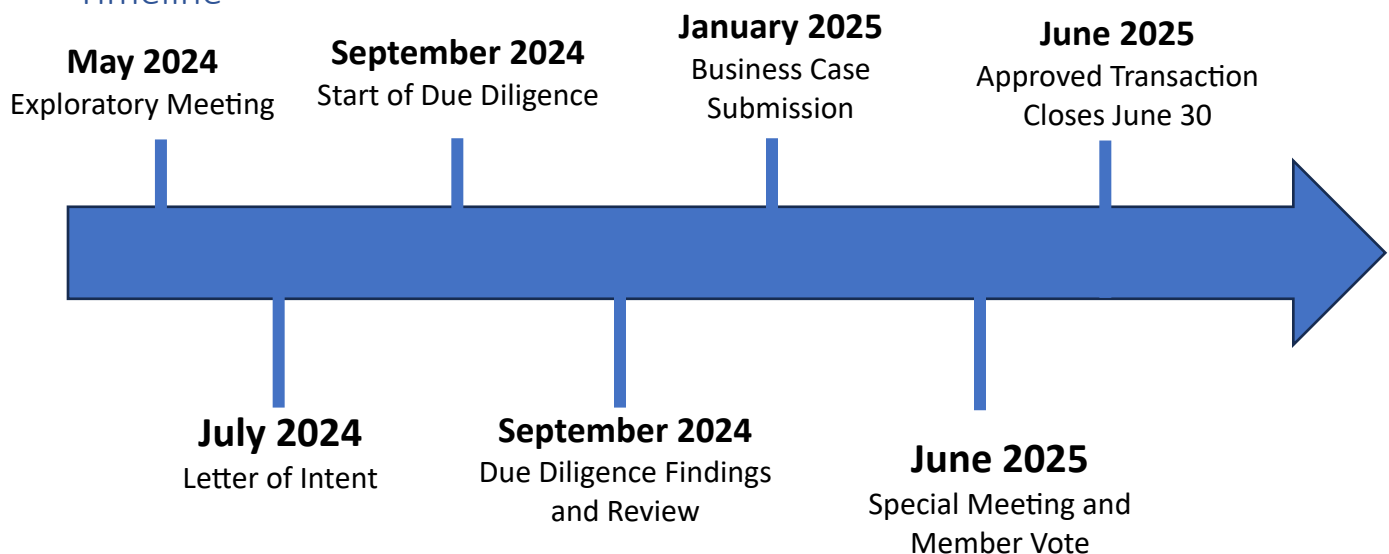 Timeline
May 2024
Exploratory Meeting
July 2024
Letter of Intent
September 2024
Start of Due Diligence
September 2024
Due Diligence Findings
and Review
January 2025
Business Case
Submission
June 2025
Special Meeting and
Member Vote
June 2025
Approved Transaction
Closes June 30